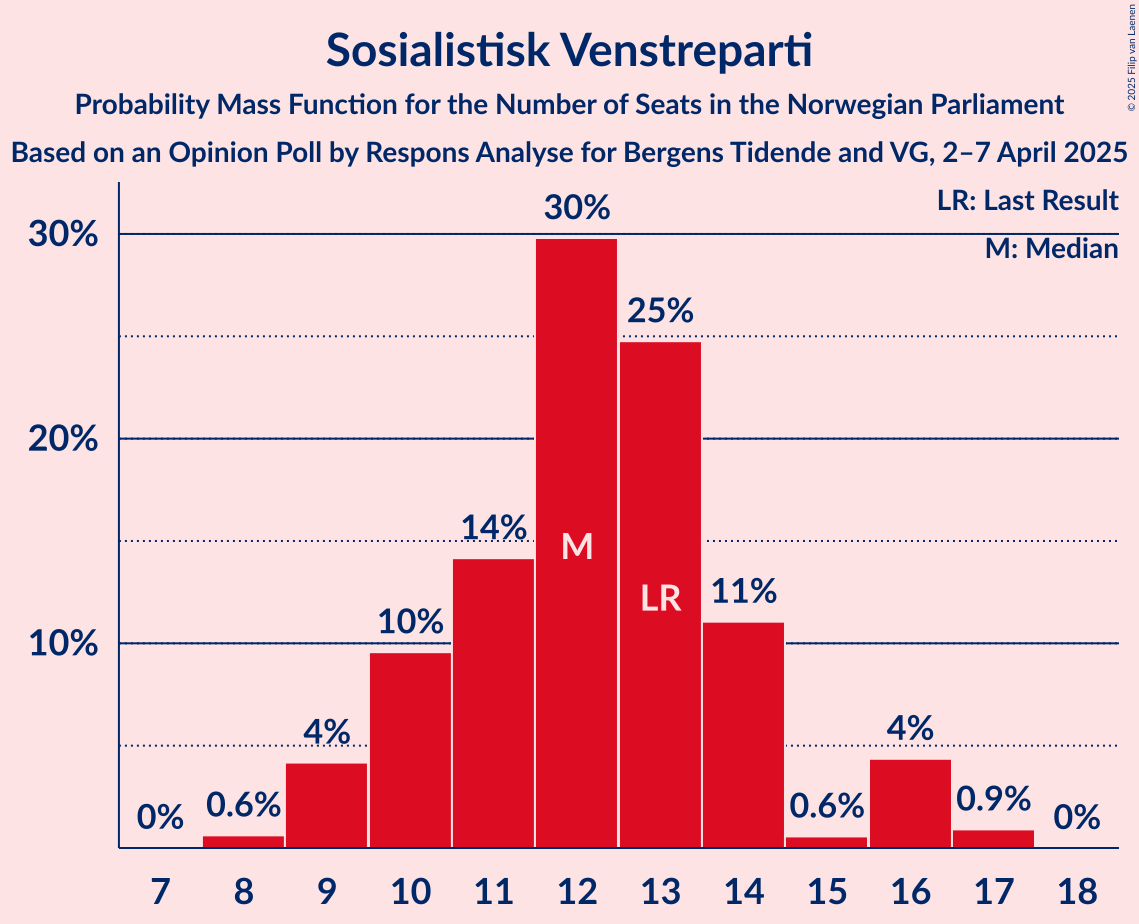 Sosialistisk Venstreparti
Probability Mass Function for the Number of Seats in the Norwegian Parliament
Based on an Opinion Poll by Respons Analyse for Bergens Tidende and VG, 2–7 April 2025
© 2025 Filip van Laenen
LR: Last Result
M: Median
30%
20%
10%
0%
0.6%
4%
10%
14%
30%
25%
11%
0.6%
4%
0.9%
0%
M
LR
7 8 9 10 11 12 13 14 15 16 17 18